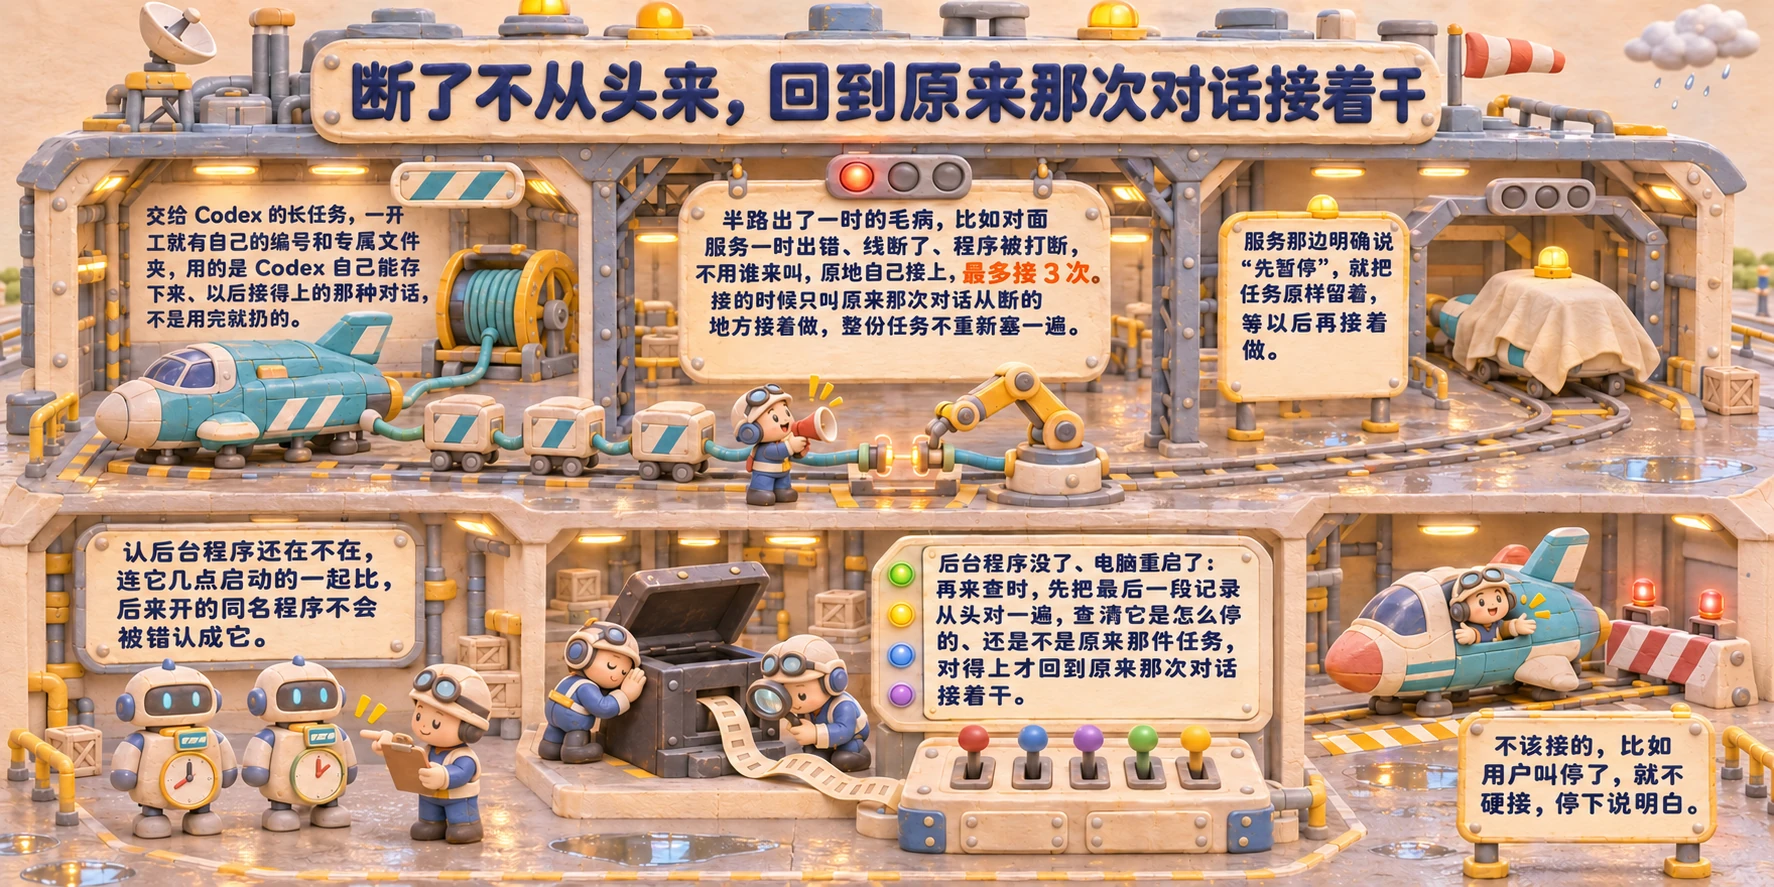 断了不从头来，回到原来那次对话接着干
交给 Codex 的长任务，一开
工就有自己的编号和专属文件
夹，用的是 Codex 自己能存
下来、以后接得上的那种对话，
不是用完就扔的。
半路出了一时的毛病，比如对面
服务一时出错、线断了、程序被打断，
不用谁来叫，原地自己接上，最多接 3 次。
接的时候只叫原来那次对话从断的
地方接着做，整份任务不重新塞一遍。
服务那边明确说
“先暂停”，就把
任务原样留着，
等以后再接着
做。
认后台程序还在不在，
连它几点启动的一起比，
后来开的同名程序不会
被错认成它。
后台程序没了、电脑重启了：
再来查时，先把最后一段记录
从头对一遍，查清它是怎么停
的、还是不是原来那件任务，
对得上才回到原来那次对话
接着干。
不该接的，比如
用户叫停了，就不
硬接，停下说明白。